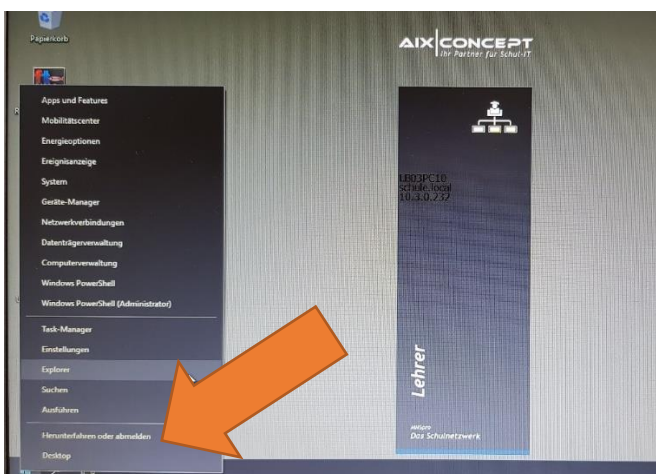 Papierkorb
AIX|CONCEPT
Ihr Partner für Schul-IT
Apps und Features
Mobilitätscenter
Energieoptionen
Ereignisanzeige
System
Geräte-Manager
Netzwerkverbindungen
Datenträgerverwaltung
Computerverwaltung
Windows PowerShell
Windows PowerShell (Administrator)
Task-Manager
Einstellungen
Explorer
Suchen
Ausführen
Herunterfahren oder abmelden
Desktop
LB03PC10
schule.local
10.3.0.237
Lehrer
Das Schulnetzwerk